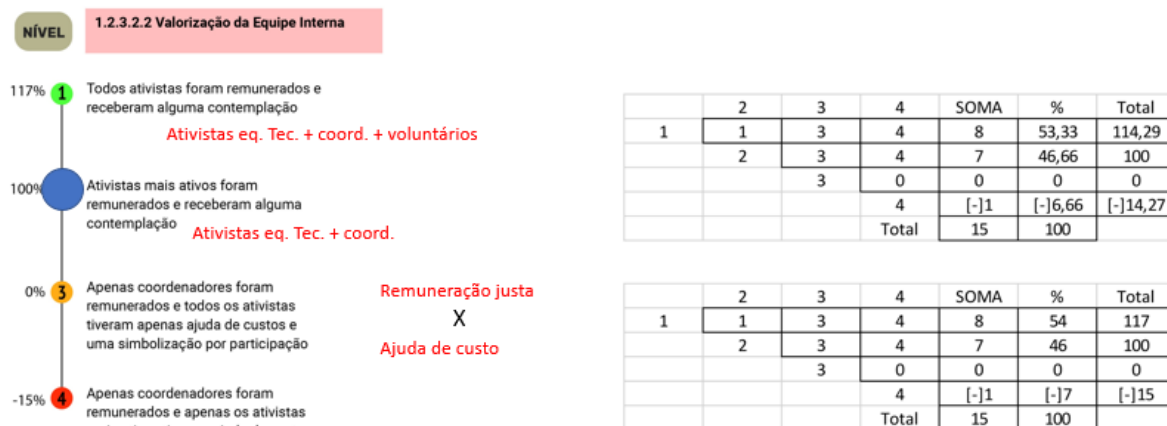 NÍVEL
1.2.3.2.2 Valorização da Equipe Interna
117% 1 Todos ativistas foram remunerados e
receberam alguma contemplação
Ativistas eq. Tec. + coord. + voluntários
100% Ativistas mais ativos foram
remunerados e receberam alguma
contemplação
Ativistas eq. Tec. + coord.
0% 3 Apenas coordenadores foram
remunerados e todos os ativistas
tiveram apenas ajuda de custos e
uma simbolização por participação
Remuneração justa
X
Ajuda de custo
-15% 4 Apenas coordenadores foram
remunerados e apenas os ativistas
2 3 4 SOMA % Total
1 1 3 4 8 53,33 114,29
2 3 4 7 46,66 100
3 0 0 0 0
4 [-]1 [-]6,66 [-]14,27
Total 15 100
2 3 4 SOMA % Total
1 1 3 4 8 54 117
2 3 4 7 46 100
3 0 0 0 0
4 [-]1 [-]7 [-]15
Total 15 100